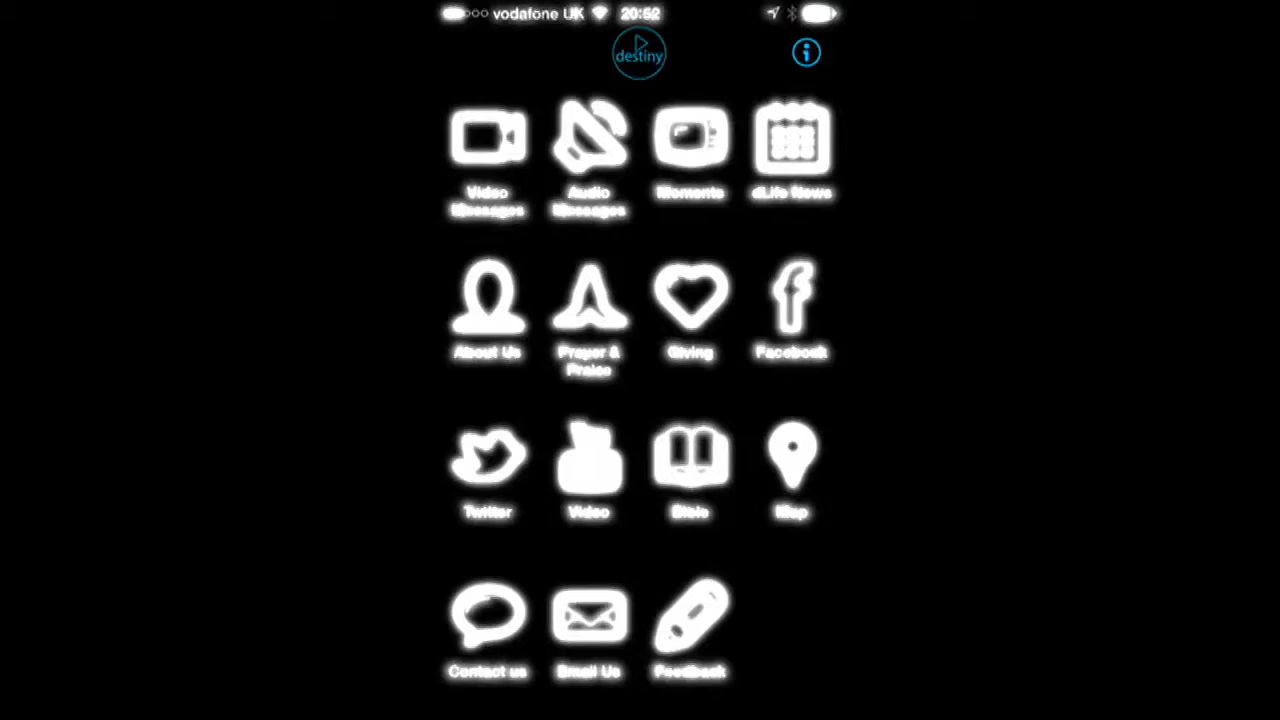 vodafone UK 20:52
destiny
Video Messages
Audio Messages
Moments
dLife News
About Us
Prayer & Praise
Giving
Facebook
Twitter
Video
Bible
Map
Contact us
Email Us
Feedback